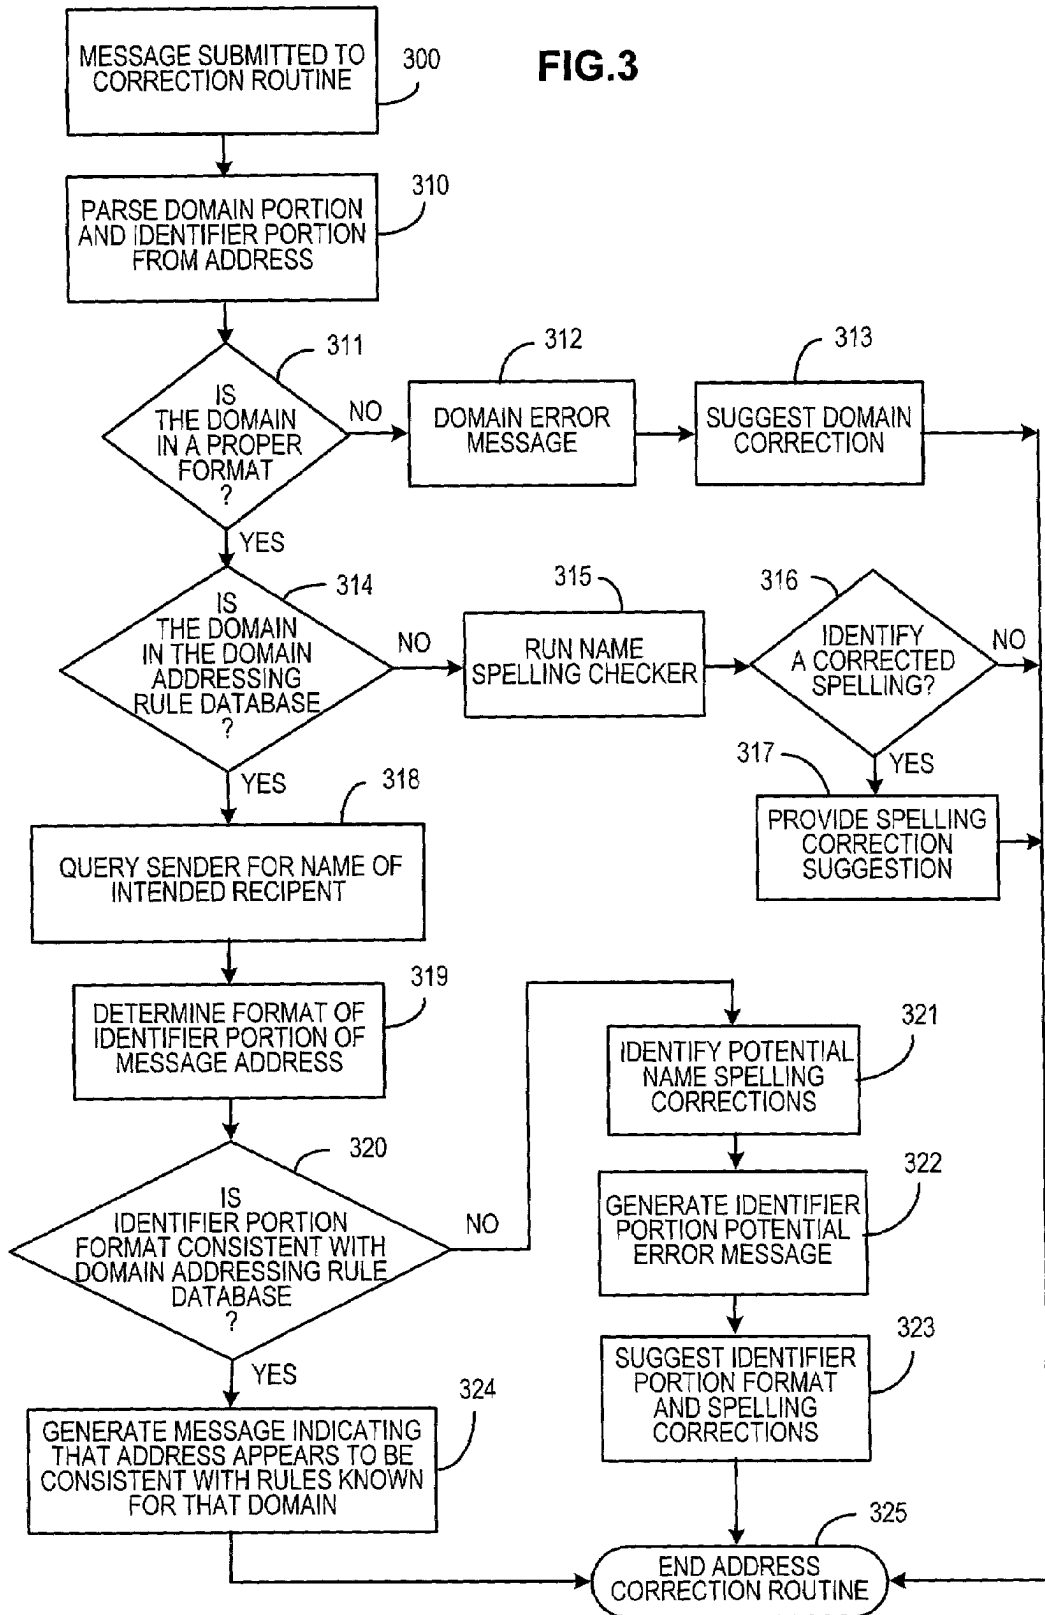 FIG.3
MESSAGE SUBMITTED TO
CORRECTION ROUTINE
300
PARSE DOMAIN PORTION
AND IDENTIFIER PORTION
FROM ADDRESS
310
IS
THE DOMAIN
IN A PROPER
FORMAT
?
311
NO
YES
DOMAIN ERROR
MESSAGE
312
SUGGEST DOMAIN
CORRECTION
313
IS
THE DOMAIN
IN THE DOMAIN
ADDRESSING
RULE DATABASE
?
314
NO
YES
RUN NAME
SPELLING CHECKER
315
IDENTIFY
A CORRECTED
SPELLING?
316
NO
YES
PROVIDE SPELLING
CORRECTION
SUGGESTION
317
QUERY SENDER FOR NAME OF
INTENDED RECIPENT
318
DETERMINE FORMAT OF
IDENTIFIER PORTION OF
MESSAGE ADDRESS
319
IS
IDENTIFIER PORTION
FORMAT CONSISTENT WITH
DOMAIN ADDRESSING RULE
DATABASE
?
320
NO
YES
IDENTIFY POTENTIAL
NAME SPELLING
CORRECTIONS
321
GENERATE IDENTIFIER
PORTION POTENTIAL
ERROR MESSAGE
322
SUGGEST IDENTIFIER
PORTION FORMAT
AND SPELLING
CORRECTIONS
323
GENERATE MESSAGE INDICATING
THAT ADDRESS APPEARS TO BE
CONSISTENT WITH RULES KNOWN
FOR THAT DOMAIN
324
END ADDRESS
CORRECTION ROUTINE
325